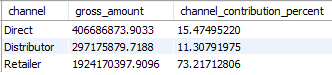 channel gross_amount channel_contribution_percent
Direct 406686873.9033 15.47495220
Distributor 297175879.7188 11.30791975
Retailer 1924170397.9096 73.21712806